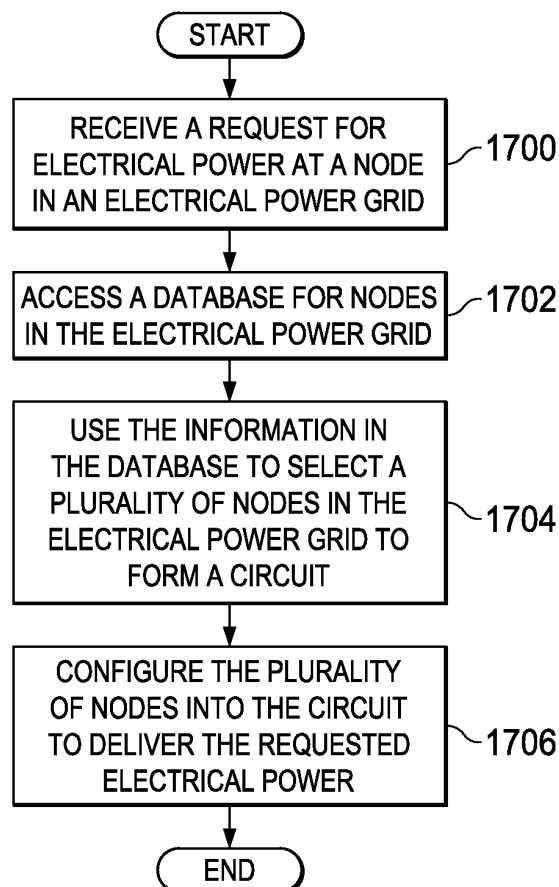 START
RECEIVE A REQUEST FOR
ELECTRICAL POWER AT A NODE
IN AN ELECTRICAL POWER GRID
1700
ACCESS A DATABASE FOR NODES
IN THE ELECTRICAL POWER GRID
1702
USE THE INFORMATION IN
THE DATABASE TO SELECT A
PLURALITY OF NODES IN THE
ELECTRICAL POWER GRID TO
FORM A CIRCUIT
1704
CONFIGURE THE PLURALITY
OF NODES INTO THE CIRCUIT
TO DELIVER THE REQUESTED
ELECTRICAL POWER
1706
END